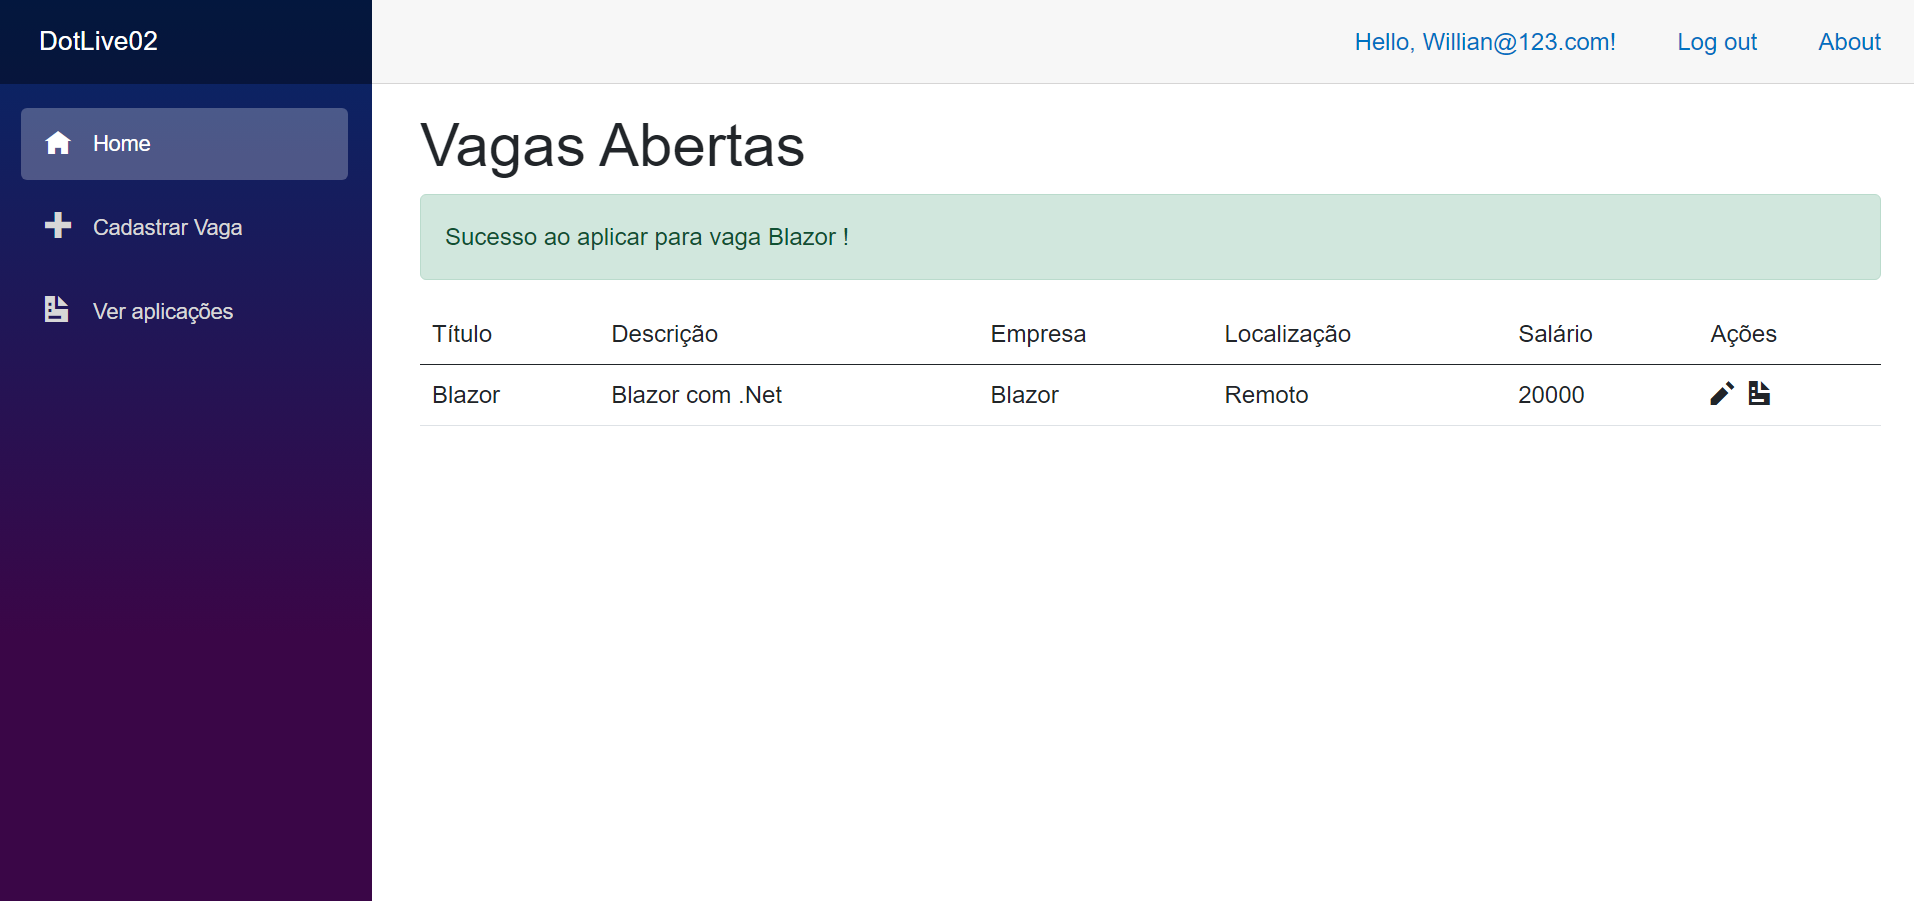 DotLive02
Hello, Willian@123.com! Log out About
Home
Cadastrar Vaga
Ver aplicações
Vagas Abertas
Sucesso ao aplicar para vaga Blazor !
Título Descrição Empresa Localização Salário Ações
Blazor Blazor com .Net Blazor Remoto 20000